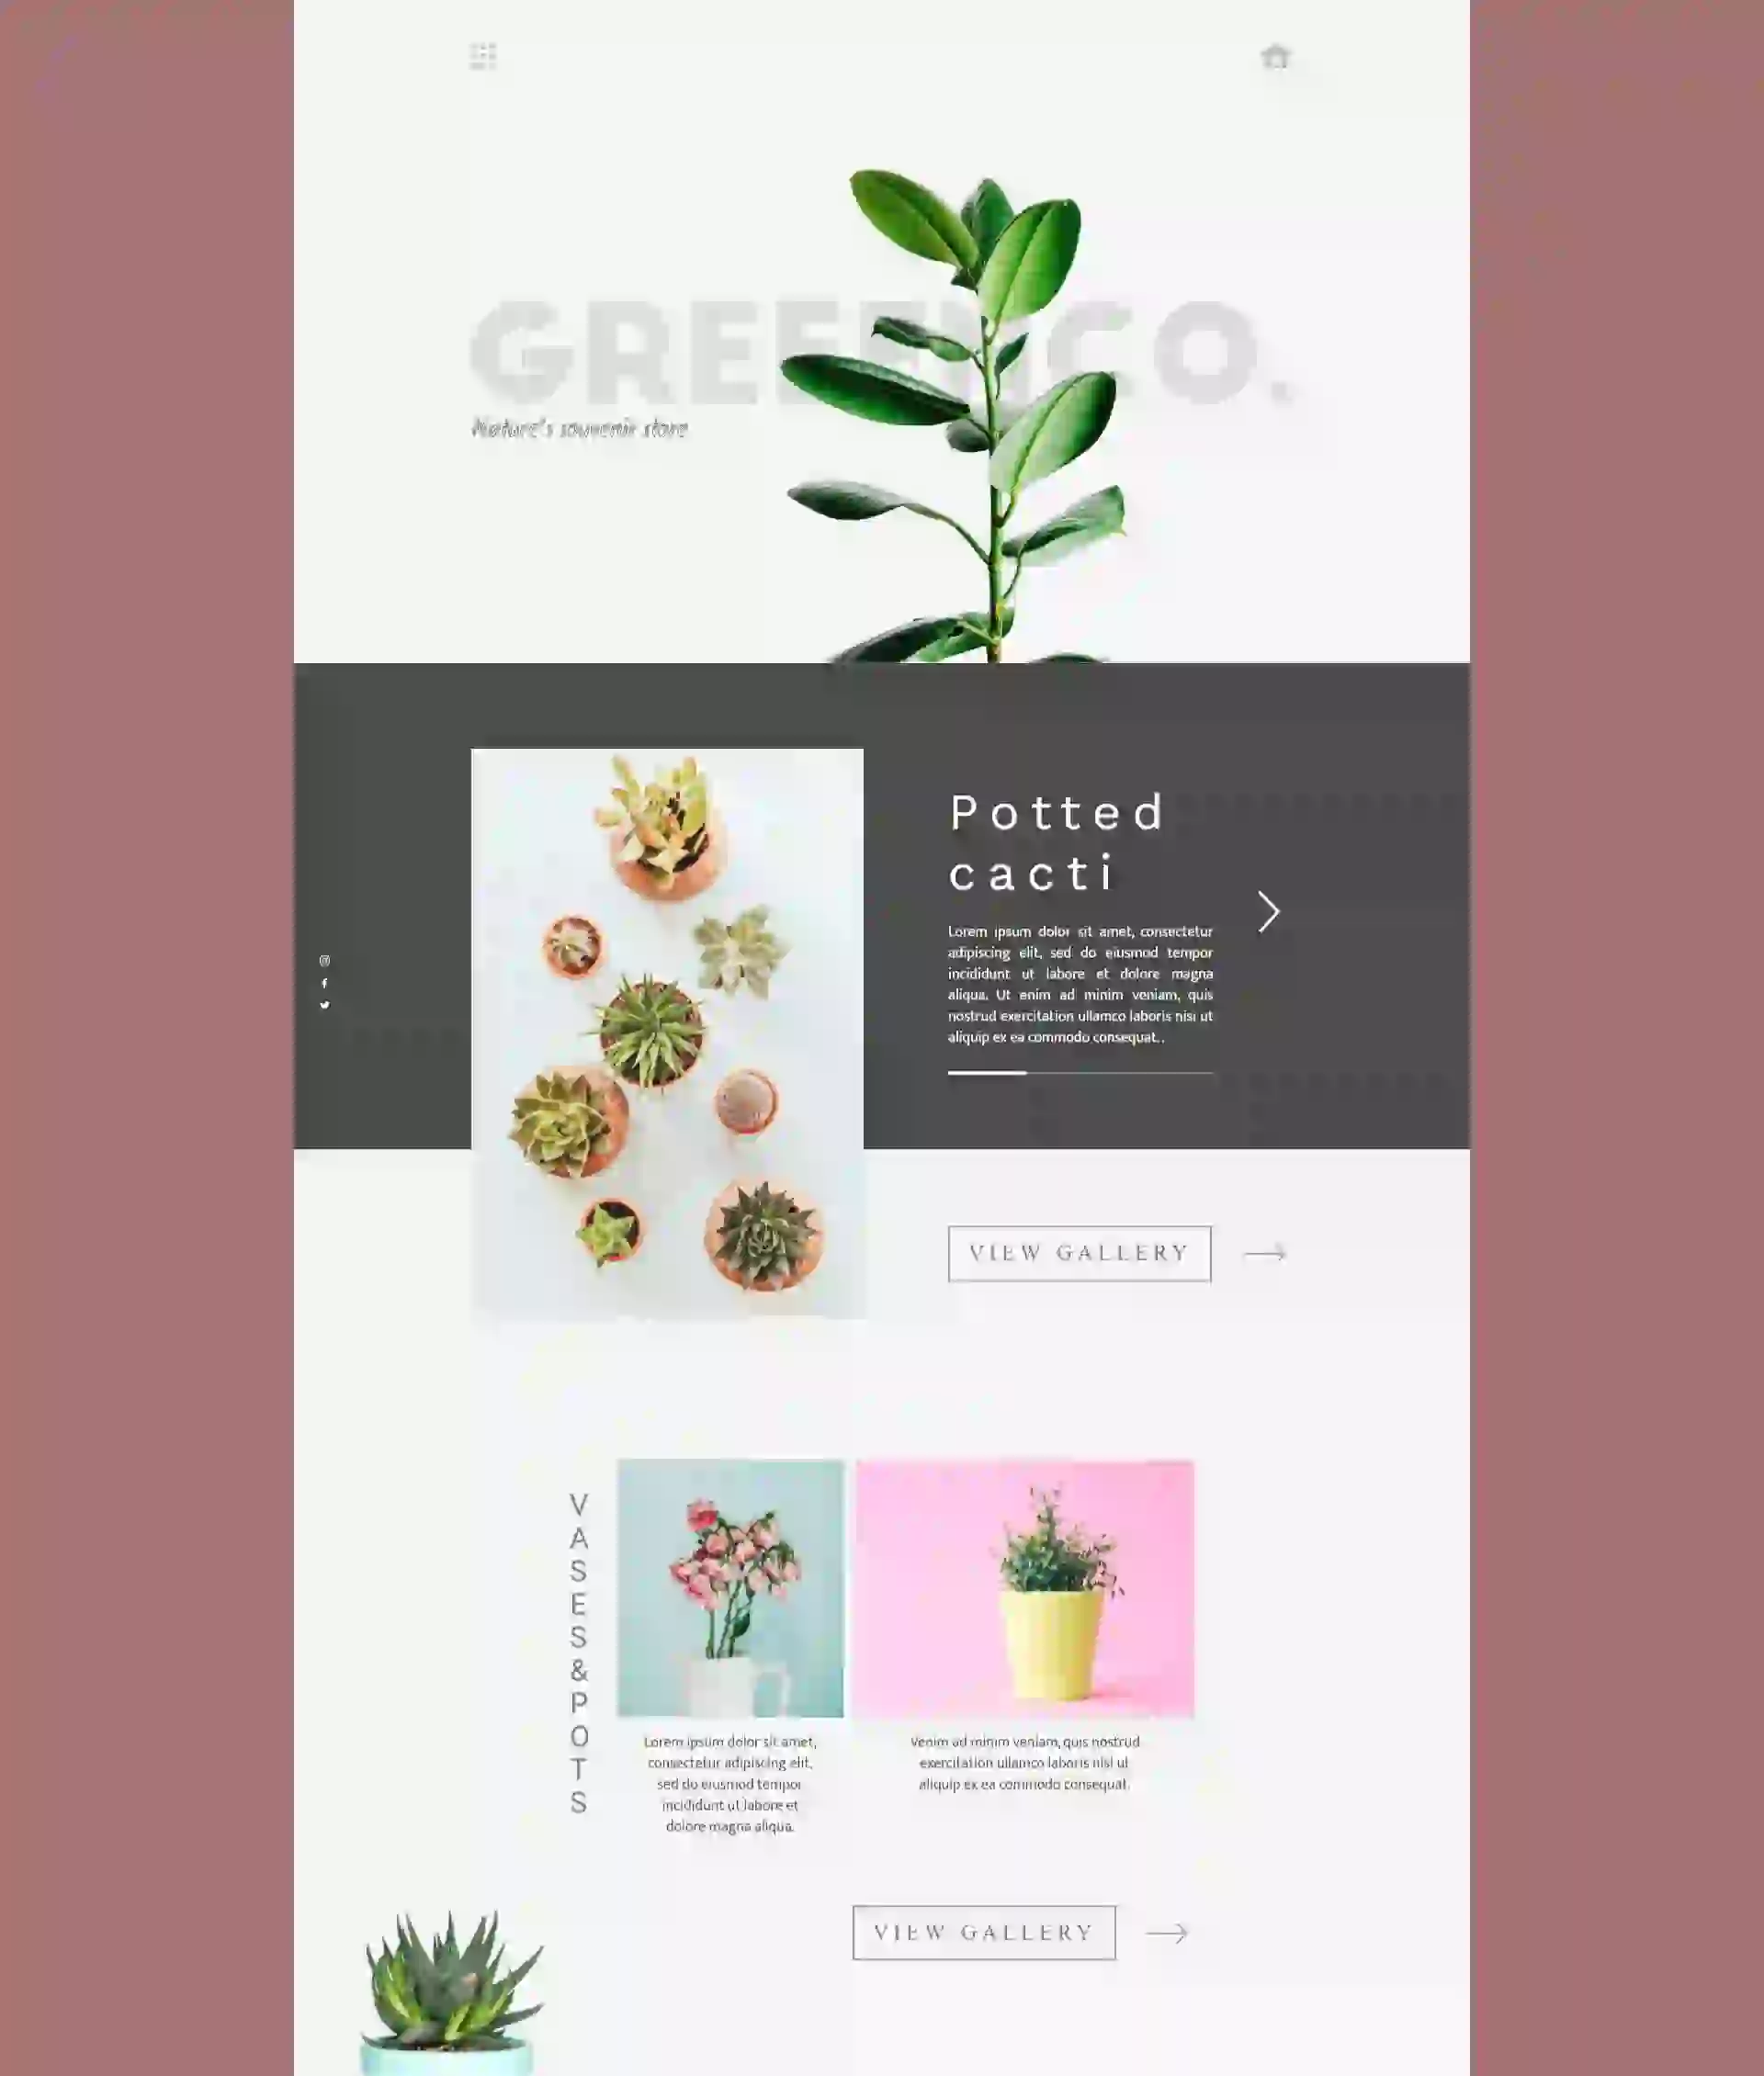 GREEENCO.
Nature's souvenir store
Potted
cacti
Lorem ipsum dolor sit amet, consectetur
adipiscing elit, sed do eiusmod tempor
incididunt ut labore et dolore magna
aliqua. Ut enim ad minim veniam, quis
nostrud exercitation ullamco laboris nisi ut
aliquip ex ea commodo consequat..
VIEW GALLERY
VASES&POTS
Lorem ipsum dolor sit amet,
consectetur adipiscing elit,
sed do eiusmod tempor
incididunt ut labore et
dolore magna aliqua.
Venim ad minim veniam, quis nostrud
exercitation ullamco laboris nisi ut
aliquip ex ea commodo consequat.
VIEW GALLERY